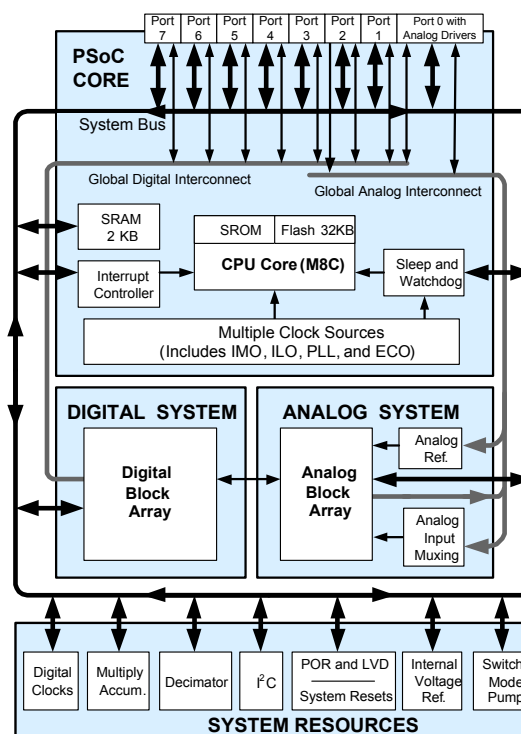 Port 7
Port 6
Port 5
Port 4
Port 3
Port 2
Port 1
Port 0 with
Analog Drivers
PSoC
CORE
System Bus
Global Digital Interconnect
Global Analog Interconnect
SRAM
2 KB
SROM
Flash 32KB
CPU Core (M8C)
Interrupt
Controller
Sleep and
Watchdog
Multiple Clock Sources
(Includes IMO, ILO, PLL, and ECO)
DIGITAL SYSTEM
ANALOG SYSTEM
Digital
Block
Array
Analog
Block
Array
Analog
Ref.
Analog
Input
Muxing
Digital
Clocks
Multiply
Accum.
Decimator
I²C
POR and LVD
System Resets
Internal
Voltage
Ref.
Switch
Mode
Pump
SYSTEM RESOURCES